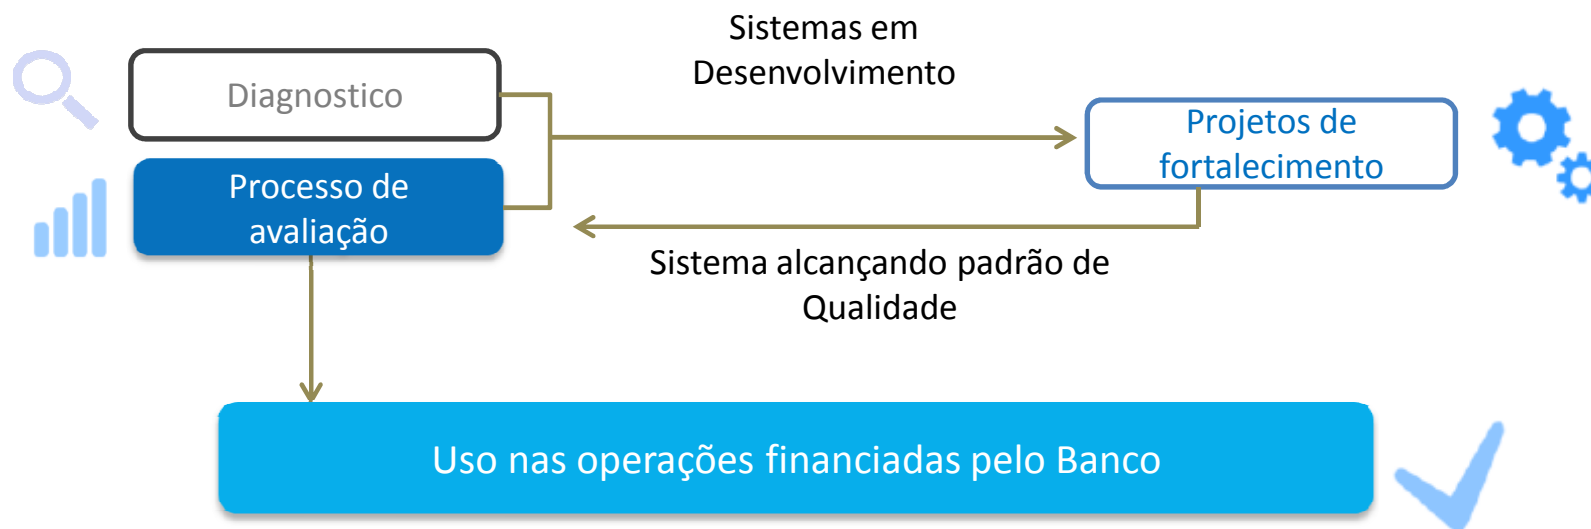 Sistemas em
Desenvolvimento
Diagnostico
Projetos de
fortalecimento
Processo de
avaliação
Sistema alcançando padrão de
Qualidade
Uso nas operações financiadas pelo Banco